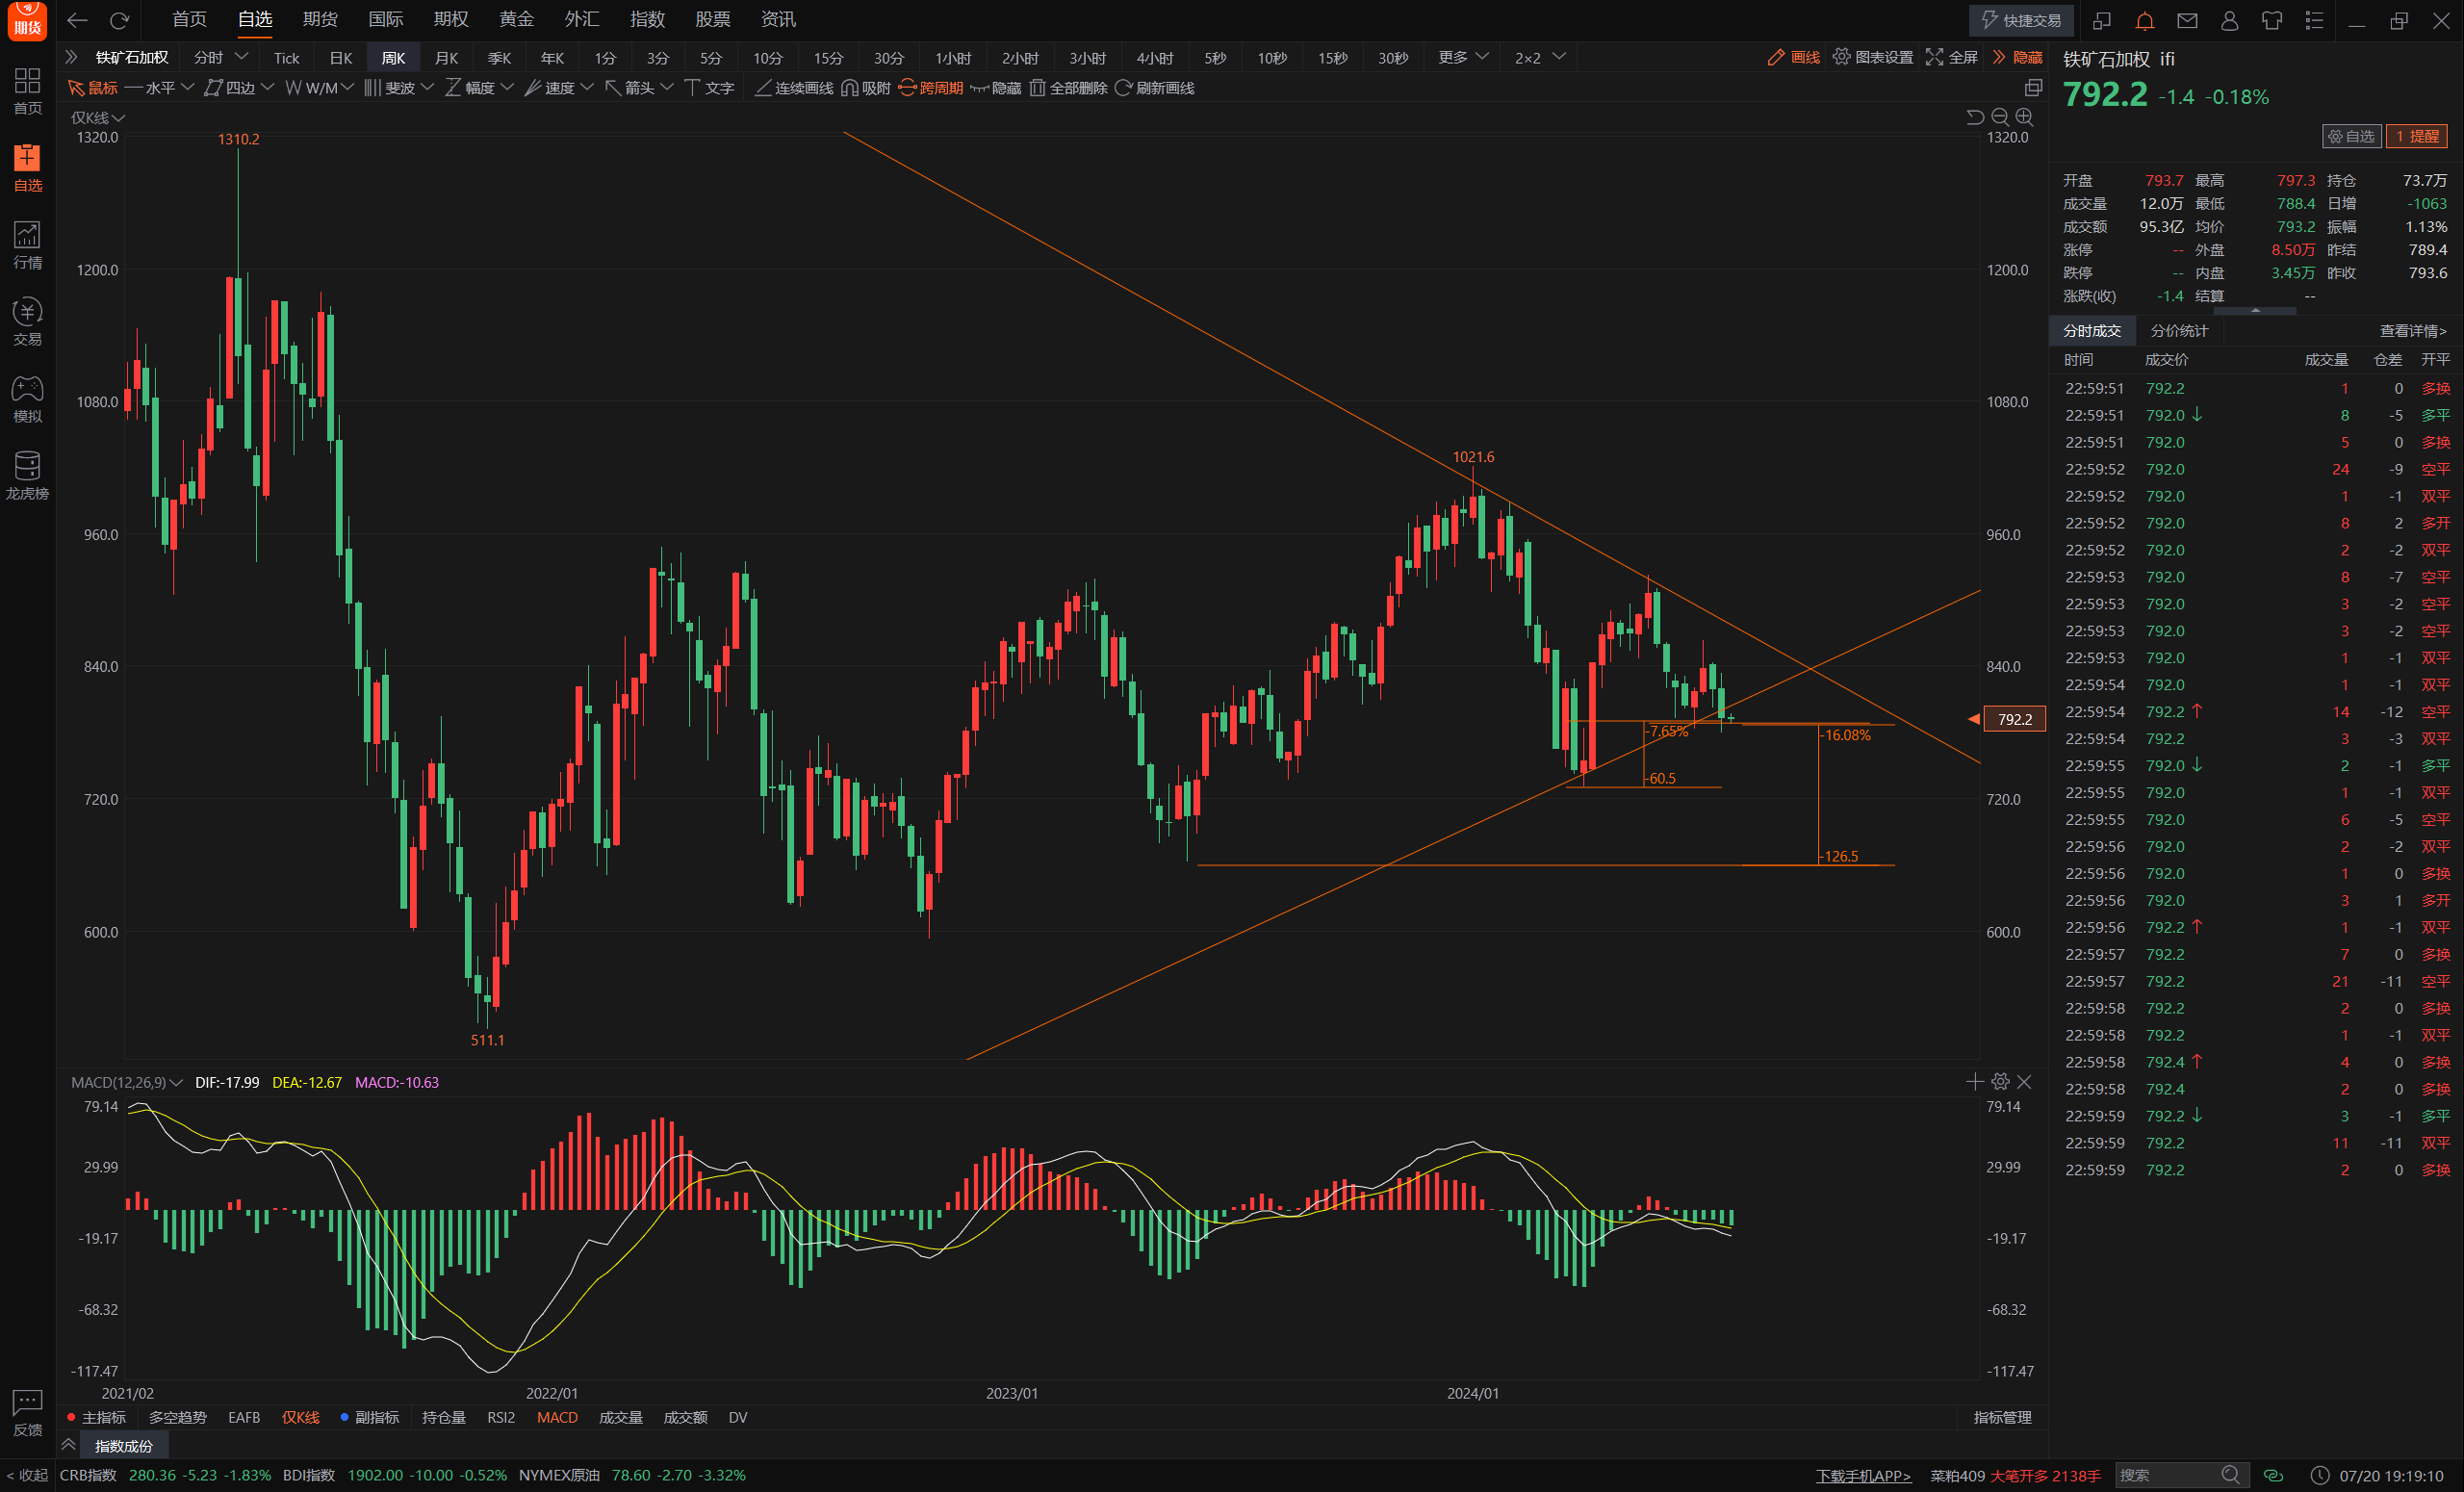 期货
首页 自选 期货 国际 期权 黄金 外汇 指数 股票 资讯
快捷交易
首页
自选
行情
交易
模拟
龙虎榜
反馈
< 收起
铁矿石加权 分时 Tick 日K 周K 月K 季K 年K 1分 3分 5分 10分 15分 30分 1小时 2小时 3小时 4小时 5秒 10秒 15秒 30秒 更多 2×2 画线 图表设置 全屏 隐藏
鼠标 水平 四边 W/M 斐波 幅度 速度 箭头 文字 连续画线 吸附 跨周期 隐藏 全部删除 刷新画线
仅K线
1320.0 1310.2 1320.0
1200.0 1200.0
1080.0 1080.0
1021.6
960.0 960.0
840.0 840.0
792.2
-7.65% -16.08%
-60.5
720.0 720.0
-126.5
600.0 600.0
511.1
MACD(12,26,9) DIF:-17.99 DEA:-12.67 MACD:-10.63
79.14 79.14
29.99 29.99
-19.17 -19.17
-68.32 -68.32
-117.47 -117.47
2021/02 2022/01 2023/01 2024/01
主指标 多空趋势 EAFB 仅K线 副指标 持仓量 RSI2 MACD 成交量 成交额 DV 指标管理
指数成份
铁矿石加权 ifi
792.2 -1.4 -0.18%
自选 1 提醒
开盘 793.7 最高 797.3 持仓 73.7万
成交量 12.0万 最低 788.4 日增 -1063
成交额 95.3亿 均价 793.2 振幅 1.13%
涨停 -- 外盘 8.50万 昨结 789.4
跌停 -- 内盘 3.45万 昨收 793.6
涨跌(收) -1.4 结算 --
分时成交 分价统计 查看详情>
时间 成交价 成交量 仓差 开平
22:59:51 792.2 1 0 多换
22:59:51 792.0 ↓ 8 -5 多平
22:59:51 792.0 5 0 多换
22:59:52 792.0 24 -9 空平
22:59:52 792.0 1 -1 双平
22:59:52 792.0 8 2 多开
22:59:52 792.0 2 -2 双平
22:59:53 792.0 8 -7 空平
22:59:53 792.0 3 -2 空平
22:59:53 792.0 3 -2 空平
22:59:53 792.0 1 -1 双平
22:59:54 792.0 1 -1 双平
22:59:54 792.2 ↑ 14 -12 空平
22:59:54 792.2 3 -3 双平
22:59:55 792.0 ↓ 2 -1 多平
22:59:55 792.0 1 -1 双平
22:59:55 792.0 6 -5 空平
22:59:56 792.0 2 -2 双平
22:59:56 792.0 1 0 多换
22:59:56 792.0 3 1 多开
22:59:56 792.2 ↑ 1 -1 双平
22:59:57 792.2 7 0 多换
22:59:57 792.2 21 -11 空平
22:59:58 792.2 2 0 多换
22:59:58 792.2 1 -1 双平
22:59:58 792.4 ↑ 4 0 多换
22:59:58 792.4 2 0 多换
22:59:59 792.2 ↓ 3 -1 多平
22:59:59 792.2 11 -11 双平
22:59:59 792.2 2 0 多换
CRB指数 280.36 -5.23 -1.83% BDI指数 1902.00 -10.00 -0.52% NYMEX原油 78.60 -2.70 -3.32% 下载手机APP> 菜粕409 大笔开多 2138手 搜索 07/20 19:19:10